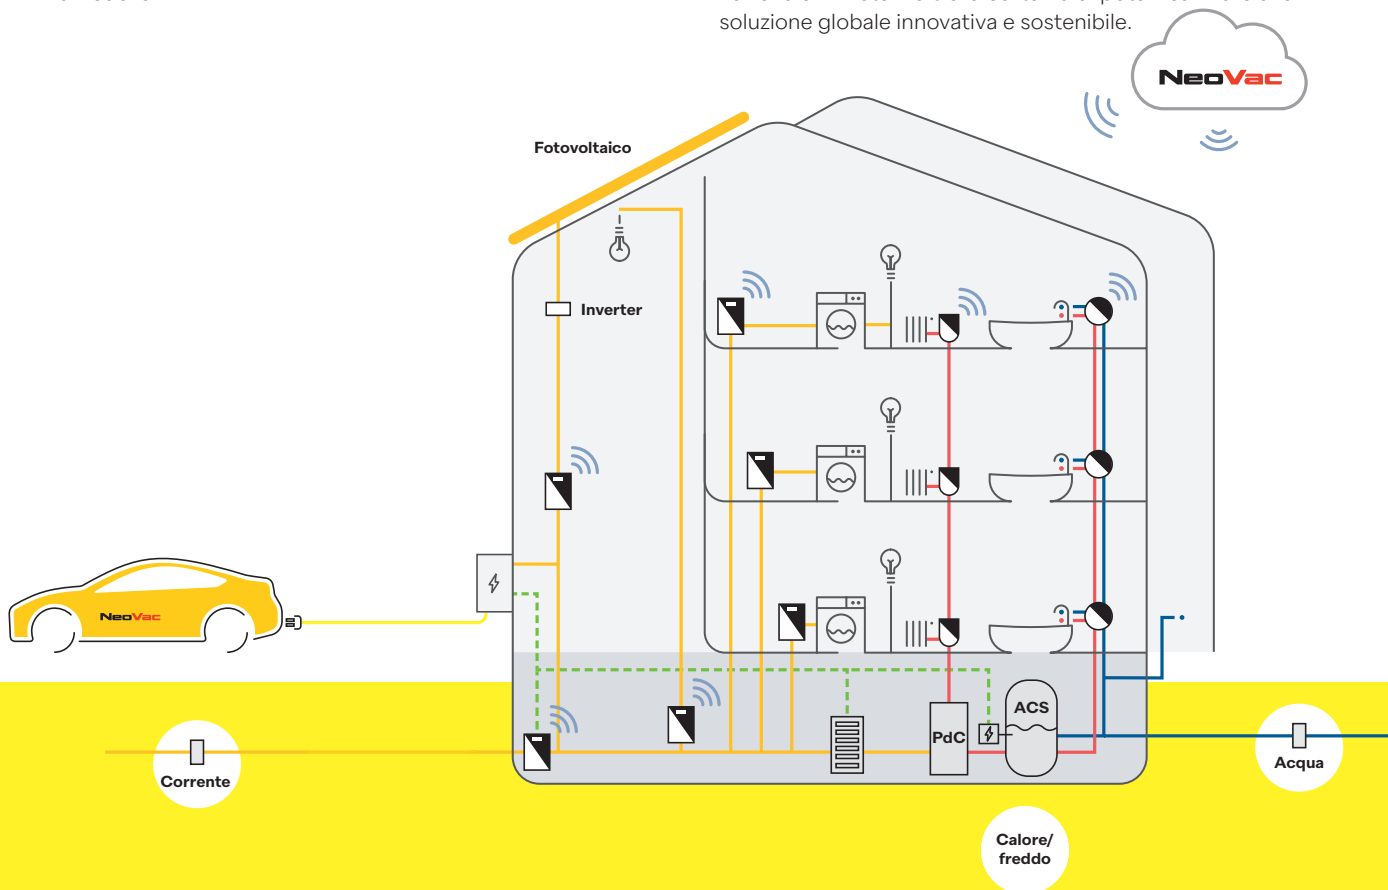 soluzione globale innovativa e sostenibile.
NeoVac
Fotovoltaico
Inverter
NeoVac
ACS
PdC
Corrente
Acqua
Calore/
freddo